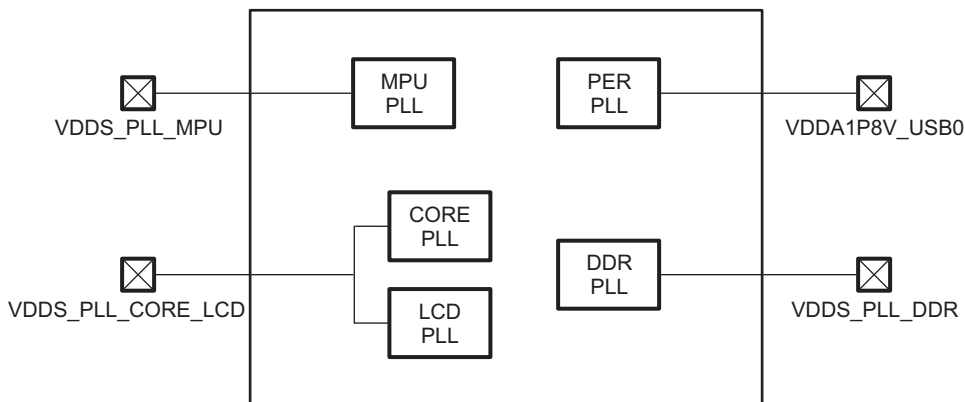 MPU
PLL
PER
PLL
VDDS_PLL_MPU
VDDA1P8V_USB0
CORE
PLL
DDR
PLL
VDDS_PLL_CORE_LCD
LCD
PLL
VDDS_PLL_DDR